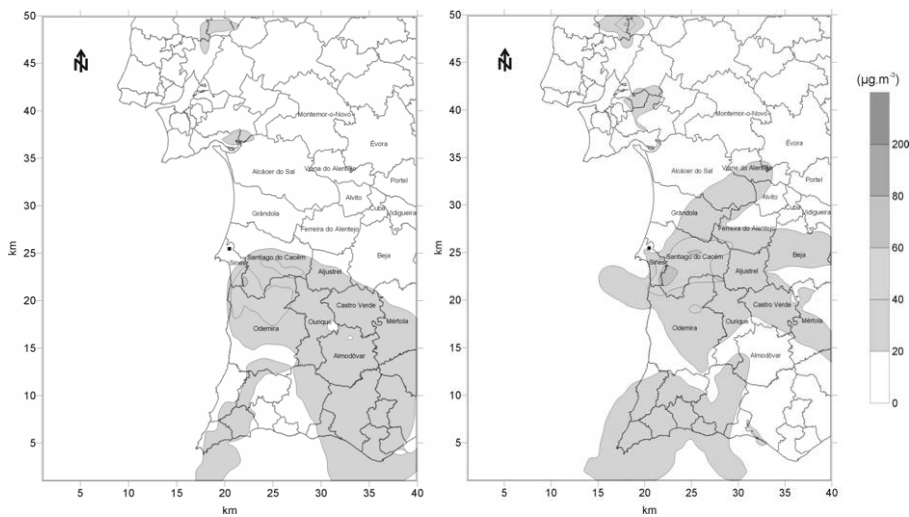 50
45
40
35
30
25
20
15
10
5
km
N
Montemor-o-Novo
Évora
Alcácer do Sal
Viana do Alentejo
Portel
Alvito
Cuba
Vidigueira
Grândola
Ferreira do Alentejo
Beja
Sines
Santiago do Cacém
Aljustrel
Castro Verde
Mértola
Odemira
Ourique
Almodôvar
5 10 15 20 25 30 35 40
km
50
45
40
35
30
25
20
15
10
5
km
N
Montemor-o-Novo
Évora
Alcácer do Sal
Viana do Alentejo
Portel
Alvito
Cuba
Vidigueira
Grândola
Ferreira do Alentejo
Beja
Sines
Santiago do Cacém
Aljustrel
Castro Verde
Mértola
Odemira
Ourique
Almodôvar
5 10 15 20 25 30 35 40
km
(µg.m⁻³)
200
80
60
40
20
0